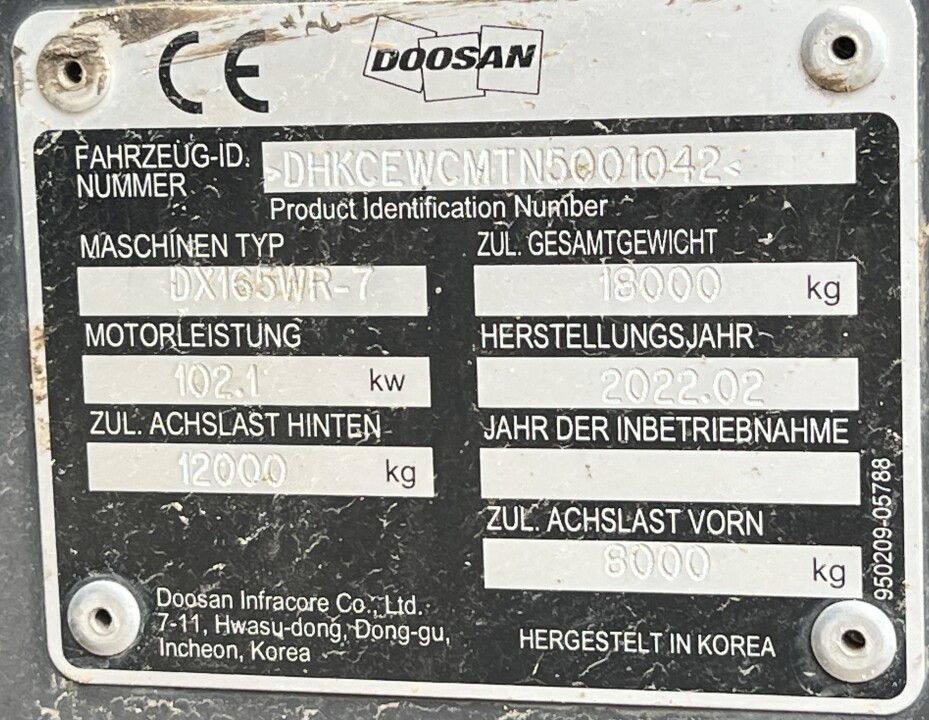 CE DOOSAN
FAHRZEUG-ID.
NUMMER
>DHKCEWCMTN5001042<
Product Identification Number
MASCHINEN TYP
DX165WR-7
ZUL. GESAMTGEWICHT
18000 kg
MOTORLEISTUNG
102.1 kw
HERSTELLUNGSJAHR
2022.02
ZUL. ACHSLAST HINTEN
12000 kg
JAHR DER INBETRIEBNAHME
ZUL. ACHSLAST VORN
8000 kg
950209-05788
Doosan Infracore Co., Ltd.
7-11, Hwasu-dong, Dong-gu,
Incheon, Korea
HERGESTELT IN KOREA